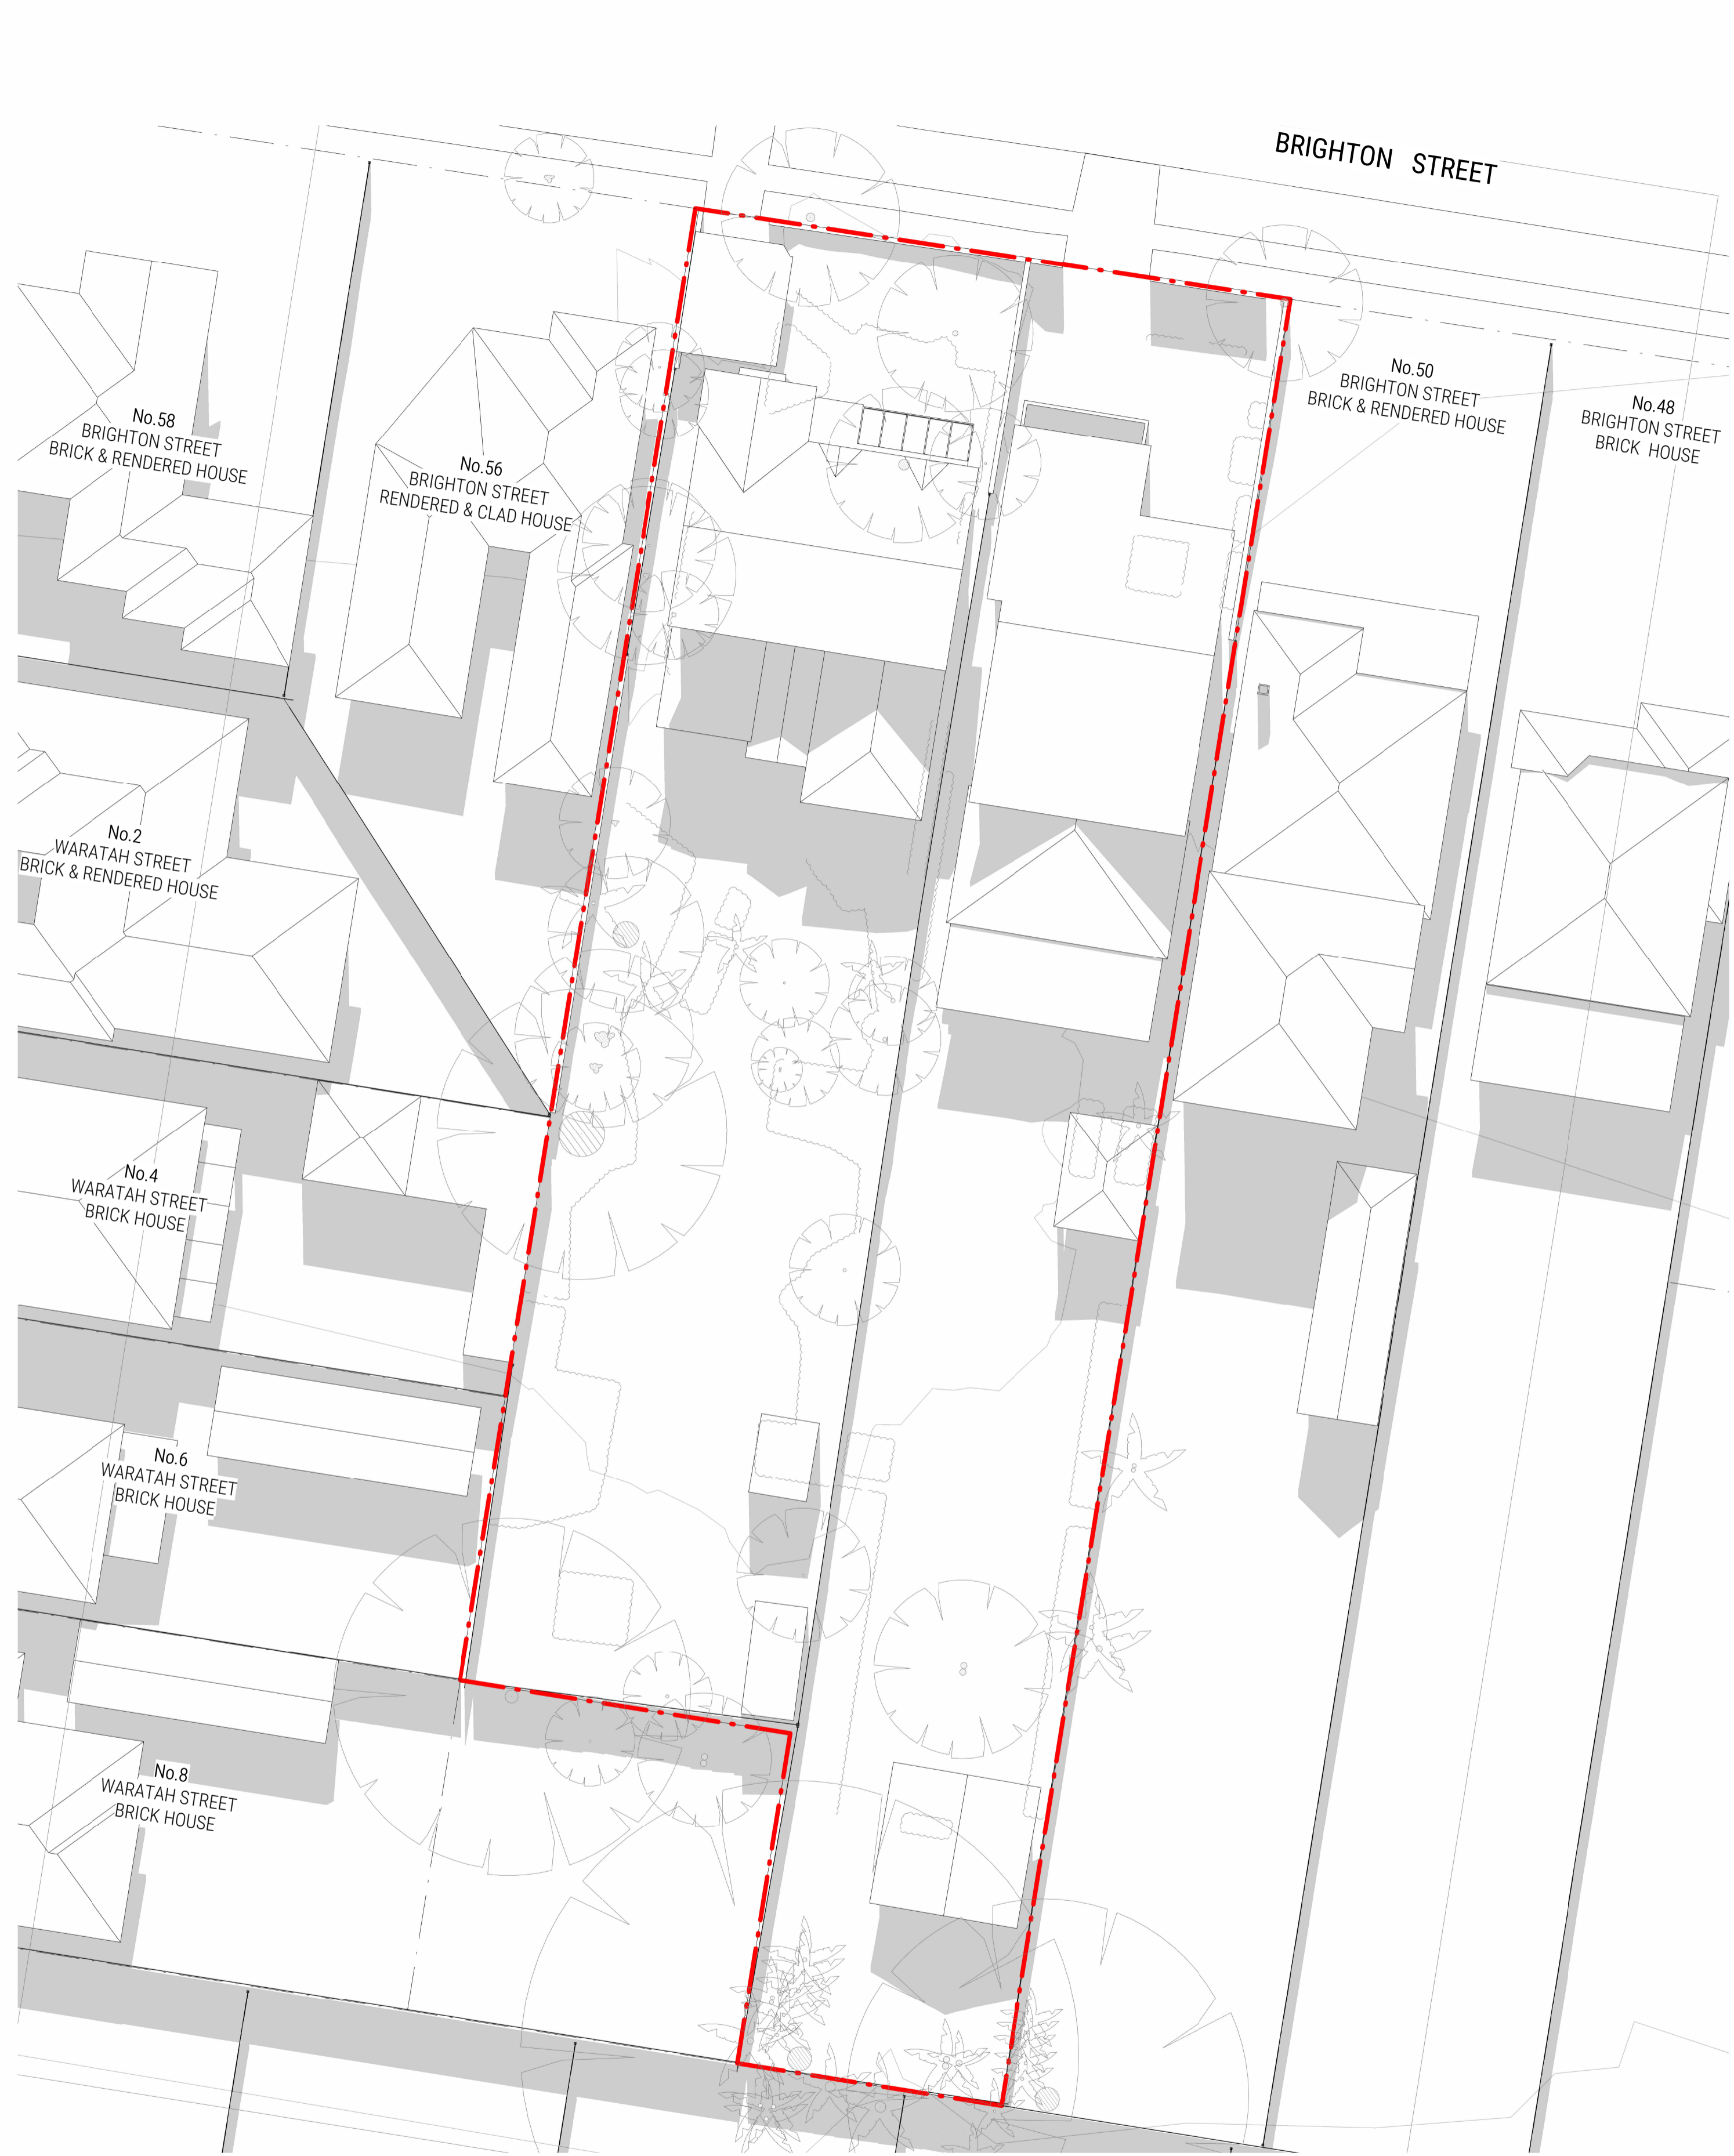 BRIGHTON STREET
No.50
BRIGHTON STREET
BRICK & RENDERED HOUSE
No.48
BRIGHTON STREET
BRICK HOUSE
No.58
BRIGHTON STREET
BRICK & RENDERED HOUSE
No.56
BRIGHTON STREET
RENDERED & CLAD HOUSE
No.2
WARATAH STREET
BRICK & RENDERED HOUSE
No.4
WARATAH STREET
BRICK HOUSE
No.6
WARATAH STREET
BRICK HOUSE
No.8
WARATAH STREET
BRICK HOUSE